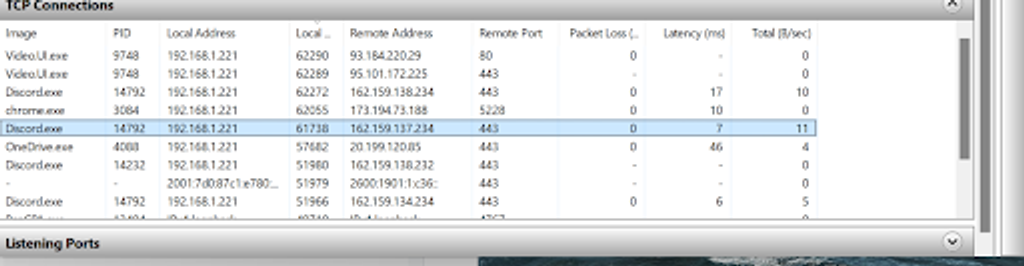 TCP Connections
Image PID Local Address Local ... Remote Address Remote Port Packet Loss (... Latency (ms) Total (B/sec)
Video.UI.exe 9748 192.168.1.221 62290 93.184.220.29 80 0 - 0
Video.UI.exe 9748 192.168.1.221 62289 95.101.172.225 443 - - 0
Discord.exe 14792 192.168.1.221 62272 162.159.138.234 443 0 17 10
chrome.exe 3084 192.168.1.221 62055 173.194.73.188 5228 0 10 0
Discord.exe 14792 192.168.1.221 61738 162.159.137.234 443 0 7 11
OneDrive.exe 4088 192.168.1.221 57682 20.199.120.85 443 0 46 4
Discord.exe 14232 192.168.1.221 51980 162.159.138.232 443 - - 0
- - 2001:7d0:87c1:e780:... 51979 2600:1901:1:c36:: 443 - - 0
Discord.exe 14792 192.168.1.221 51966 162.159.134.234 443 0 6 5
Listening Ports